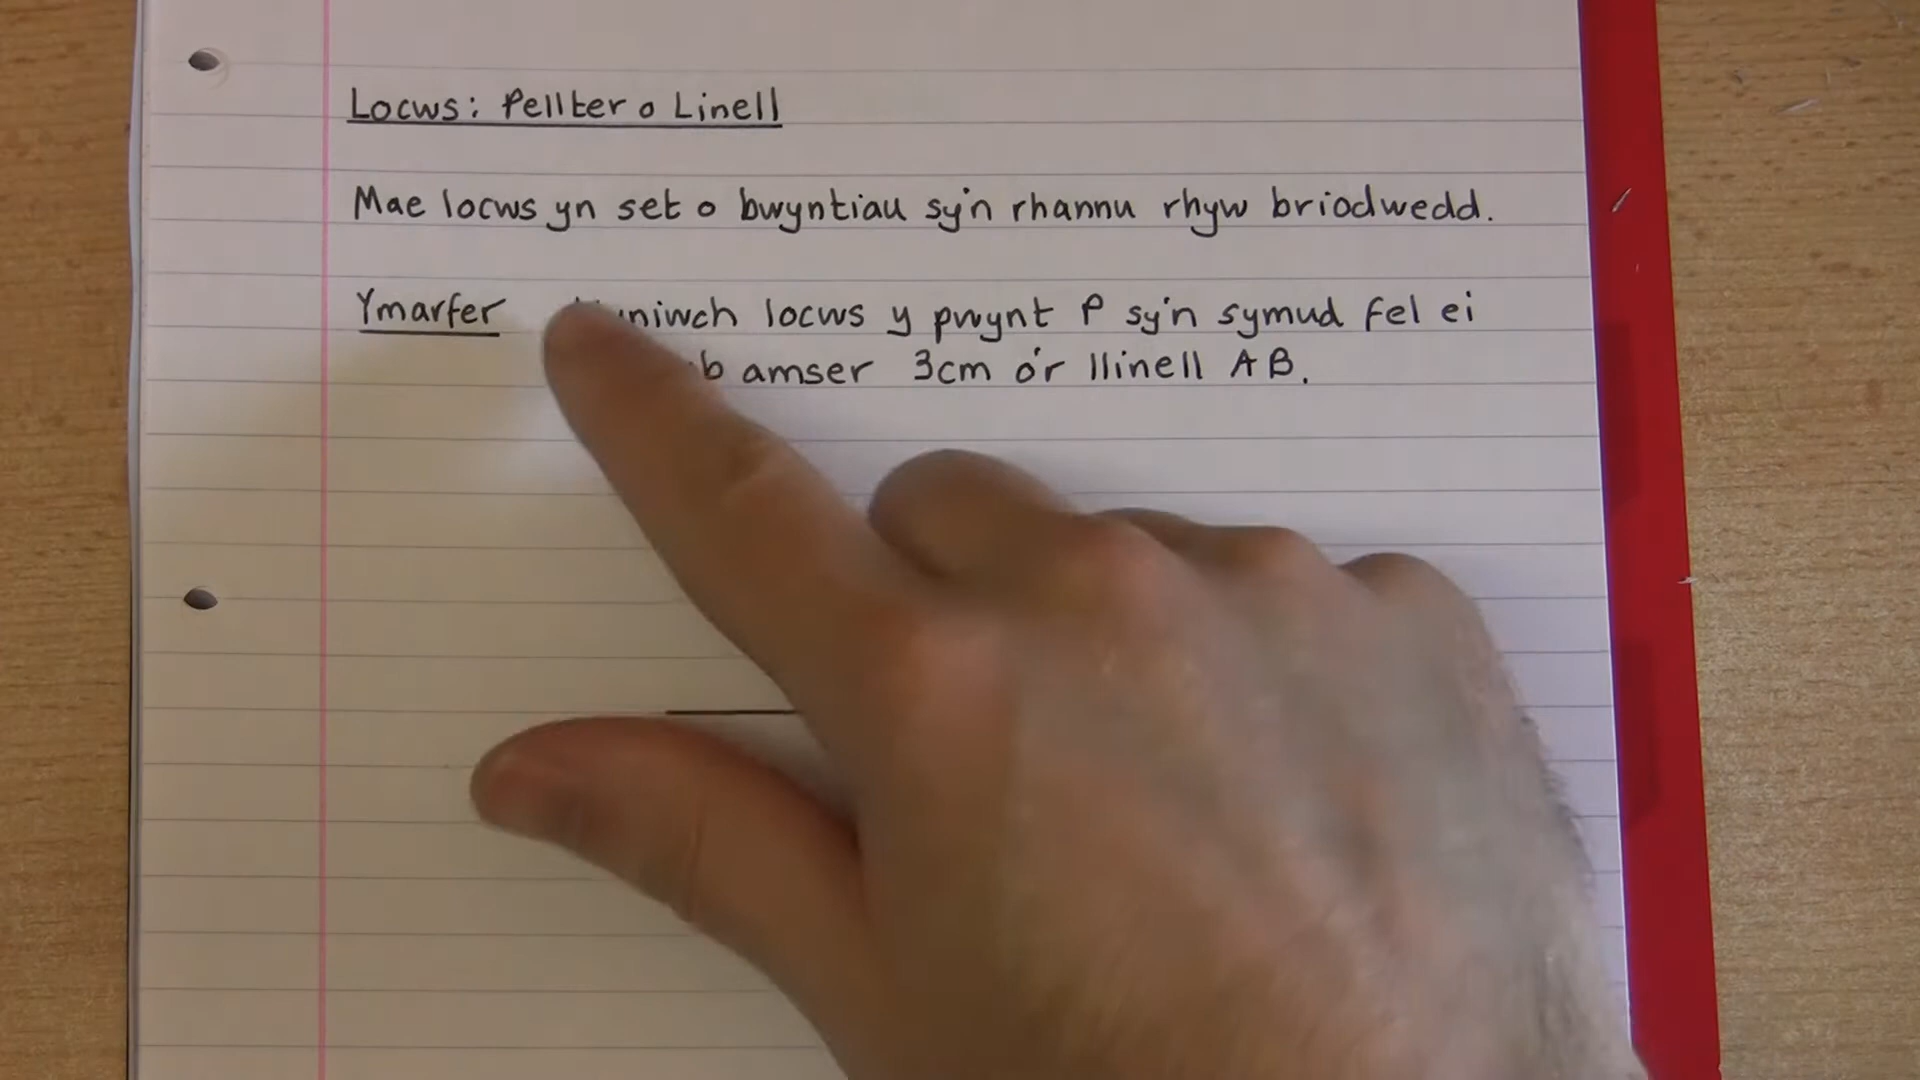 Locws: Pellter o Linell
Mae locws yn set o bwyntiau sy'n rhannu rhyw briodwedd.
Ymarfer locws y pwynt P sy'n symud fel ei
amser 3cm o'r llinell AB.